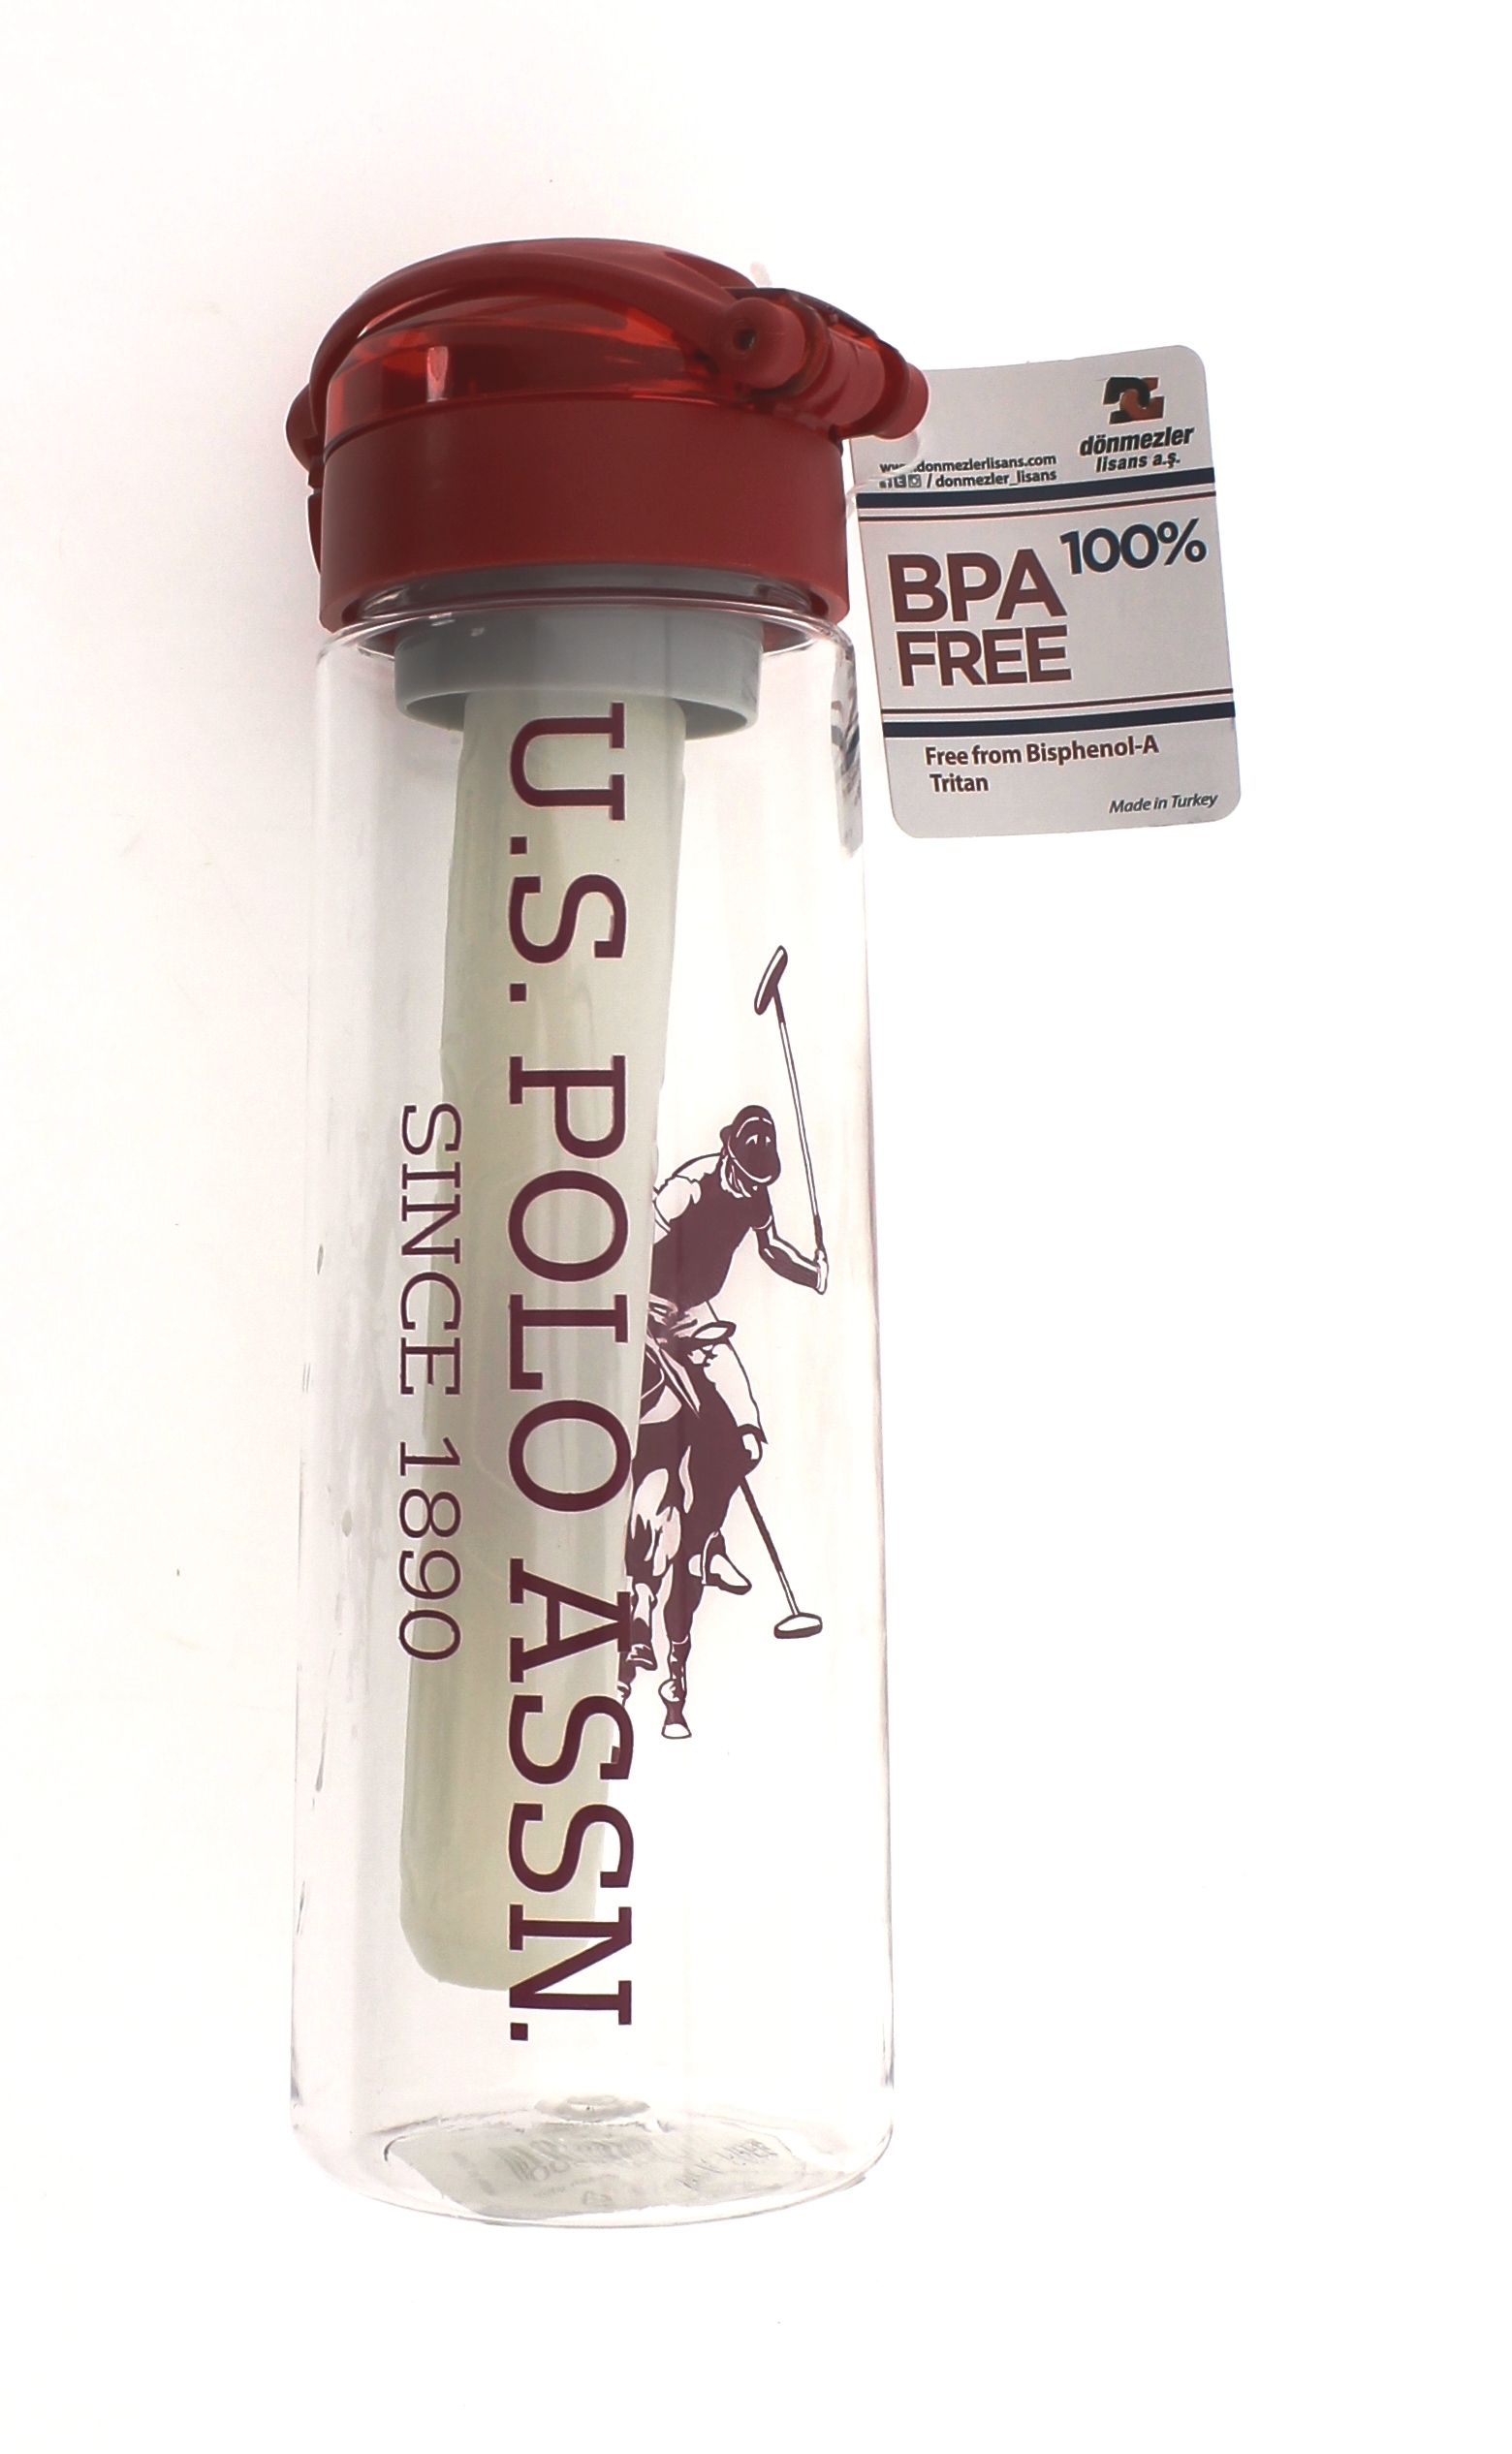 U.S. POLO ASSN.
SINCE 1890
dönmezler
lisans a.ş.
donmezlerlisans.com
/ donmezler_lisans
100%
BPA
FREE
Free from Bisphenol-A
Tritan
Made in Turkey